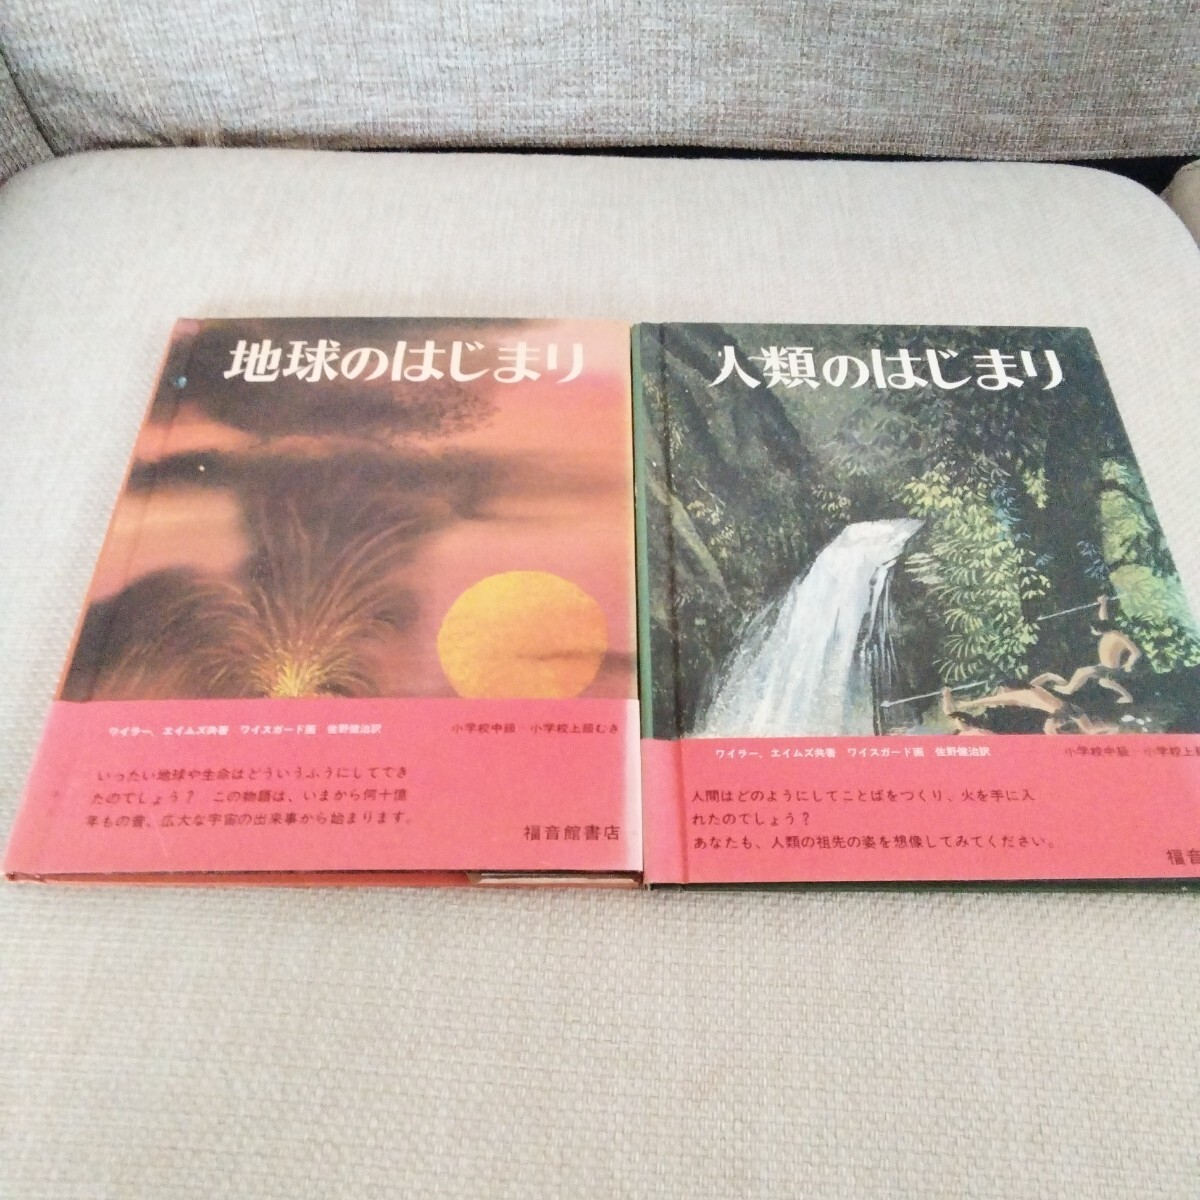 地球のはじまり
ワイラー、エイムズ共著 ワイスガード画 佐野健治訳
小学校中級―小学校上級むき
いったい地球や生命はどういうふうにしてでき
たのでしょう? この物語は、いまから何十億
年もの昔、広大な宇宙の出来事から始まります。
福音館書店
人類のはじまり
ワイラー、エイムズ共著 ワイスガード画 佐野健治訳
小学校中級―小学校上級
人間はどのようにしてことばをつくり、火を手に入
れたのでしょう?
あなたも、人類の祖先の姿を想像してみてください。
福音